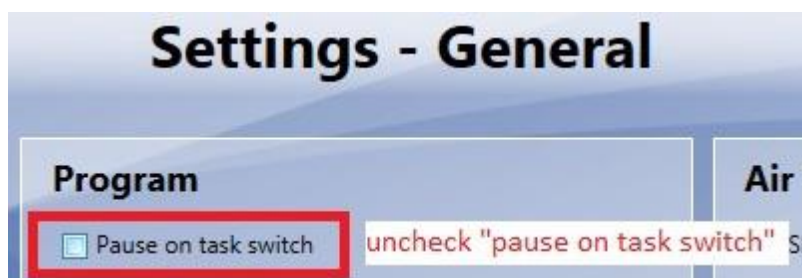 Settings - General
Program
Air
Pause on task switch
uncheck "pause on task switch"